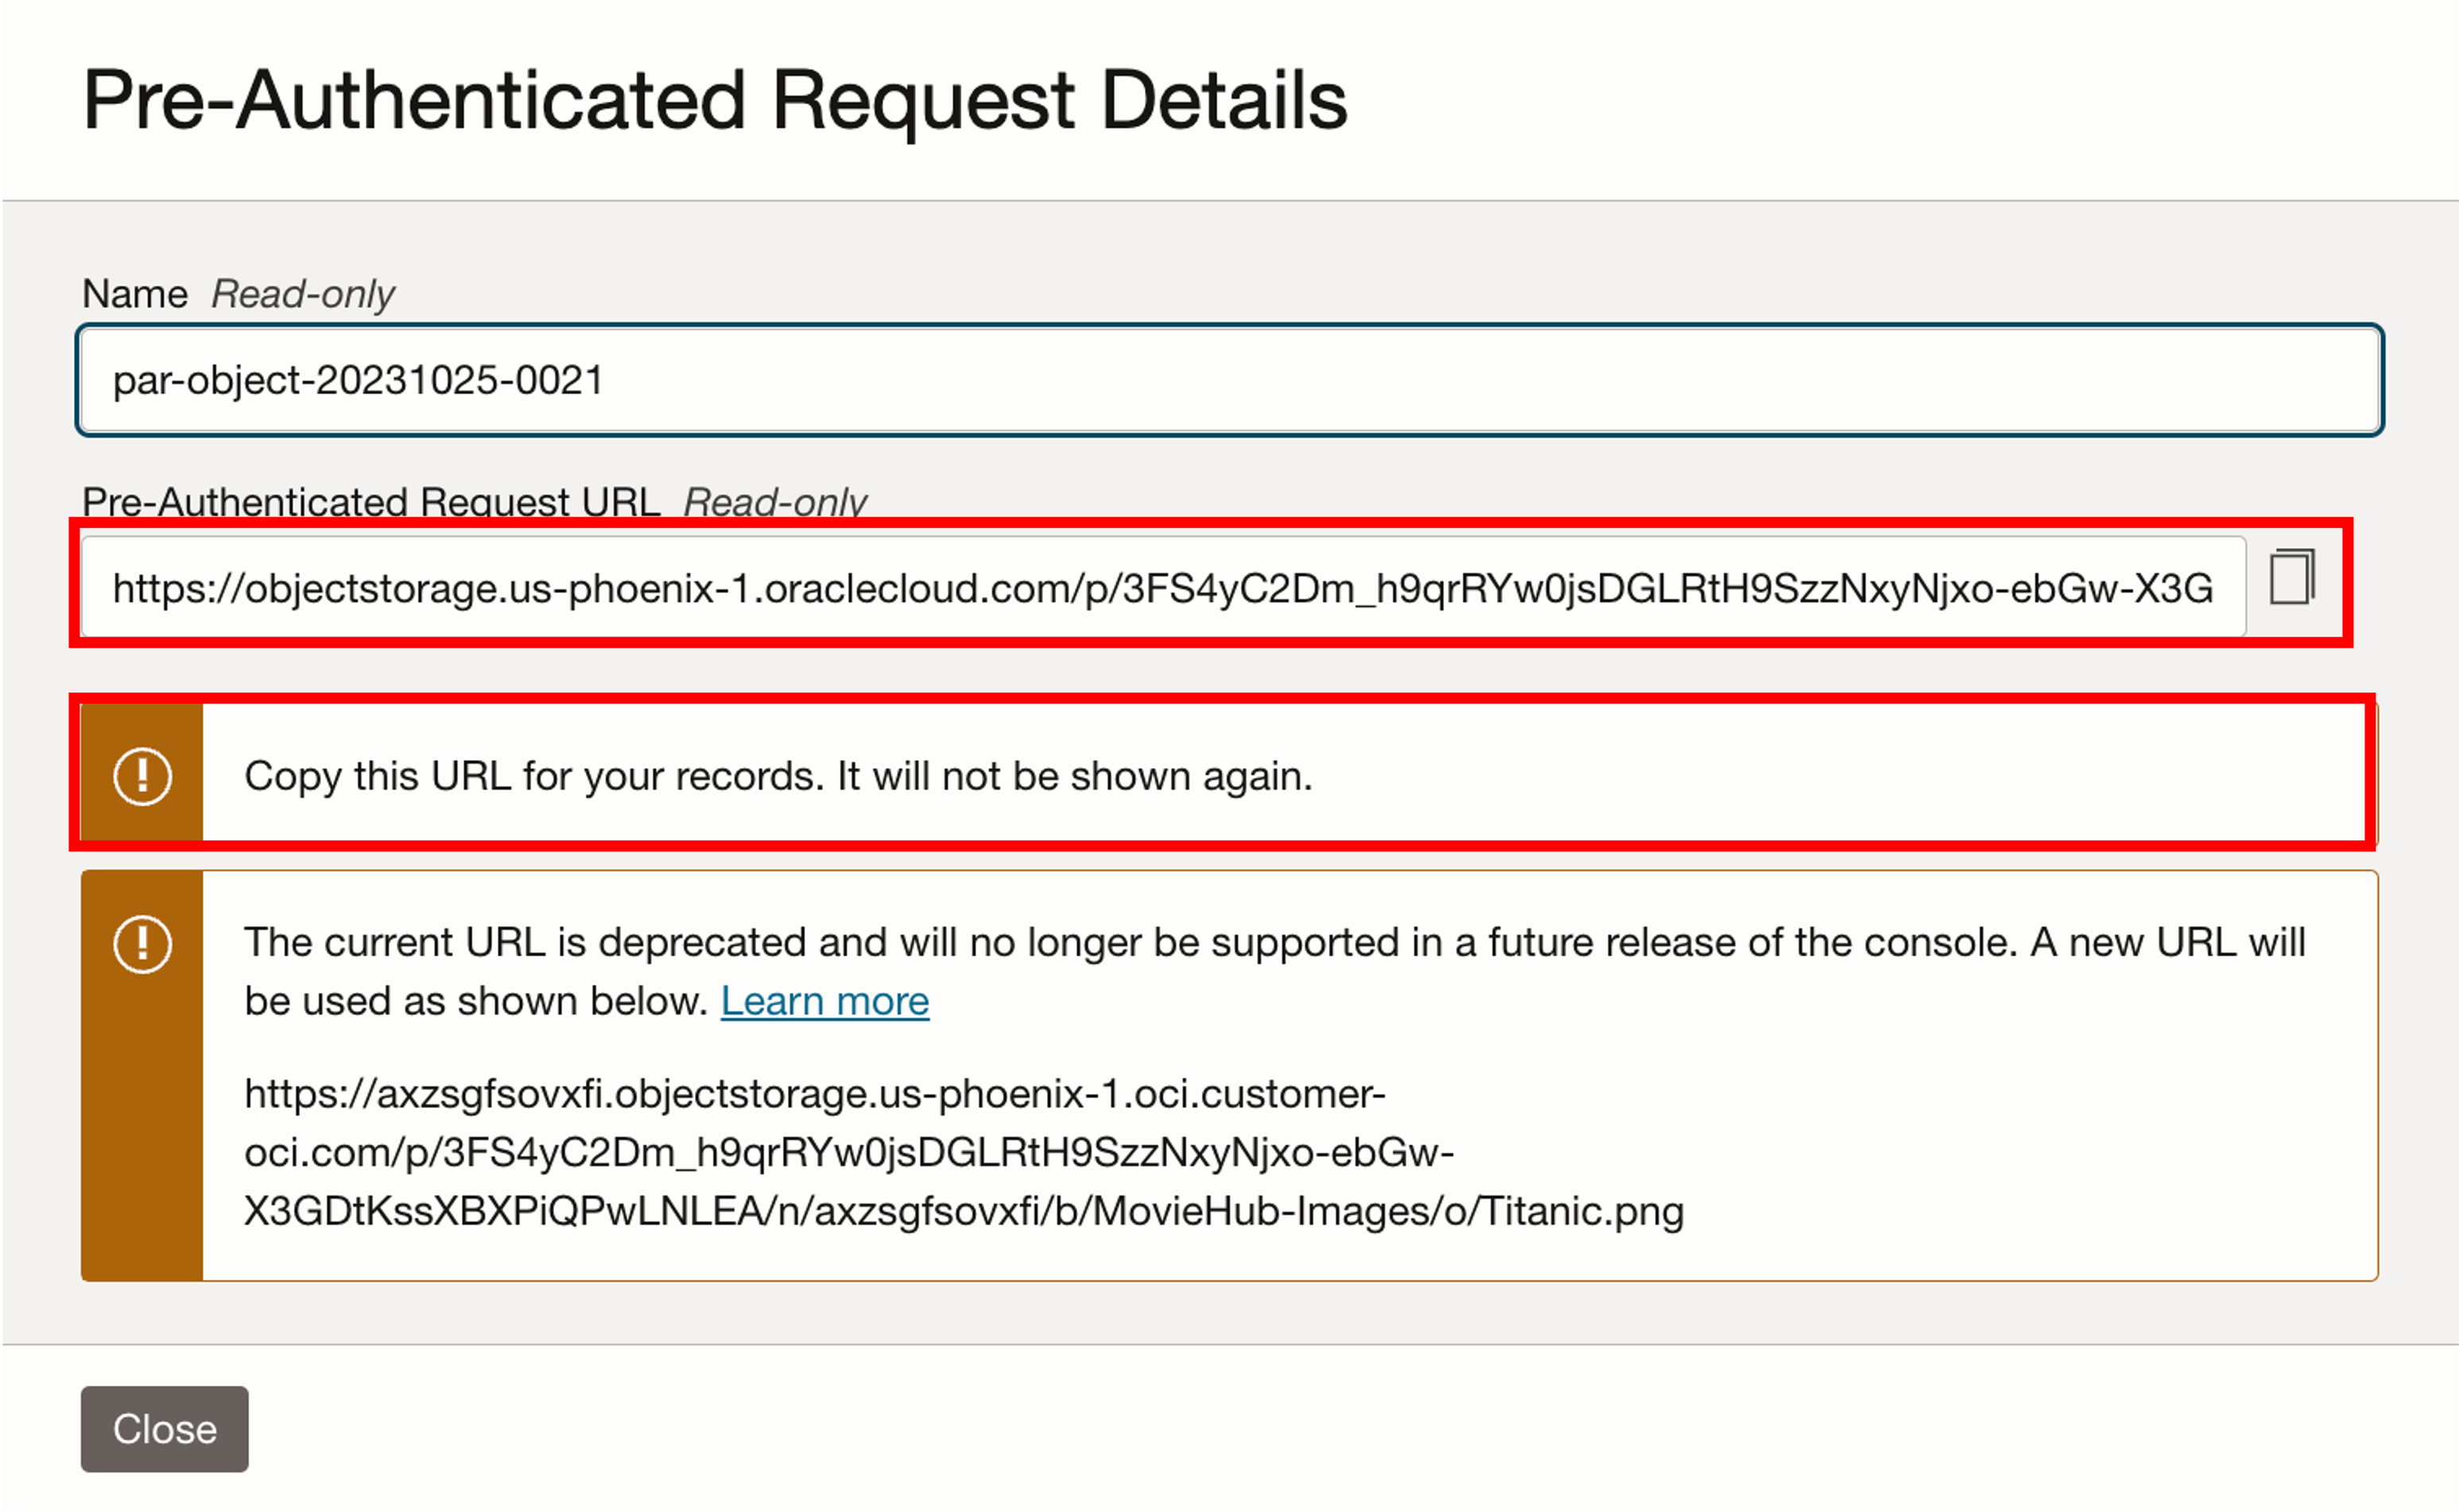 Pre-Authenticated Request Details
Name Read-only
par-object-20231025-0021
Pre-Authenticated Request URL Read-only
https://objectstorage.us-phoenix-1.oraclecloud.com/p/3FS4yC2Dm_h9qrRYw0jsDGLRtH9SzzNxyNjxo-ebGw-X3G
Copy this URL for your records. It will not be shown again.
The current URL is deprecated and will no longer be supported in a future release of the console. A new URL will
be used as shown below. Learn more
https://axzsgfsovxfi.objectstorage.us-phoenix-1.oci.customer-
oci.com/p/3FS4yC2Dm_h9qrRYw0jsDGLRtH9SzzNxyNjxo-ebGw-
X3GDtKssXBXPiQPwLNLEA/n/axzsgfsovxfi/b/MovieHub-Images/o/Titanic.png
Close